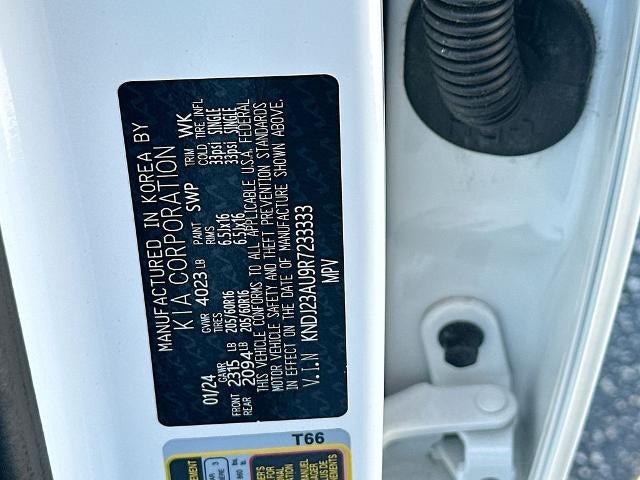 MANUFACTURED IN KOREA BY
KIA CORPORATION
01/24 GVWR 4023 LB PAINT SWP TRIM WK
GAWR TIRES RIMS COLD TIRE INFL
FRONT 2315 LB 205/60R16 6.5Jx16 33psi SINGLE
REAR 2094 LB 205/60R16 6.5Jx16 33psi SINGLE
THIS VEHICLE CONFORMS TO ALL APPLICABLE U.S.A. FEDERAL
MOTOR VEHICLE SAFETY AND THEFT PREVENTION STANDARDS
IN EFFECT ON THE DATE OF MANUFACTURE SHOWN ABOVE.
V.I.N KNDJ23AU9R7233333
MPV
T66